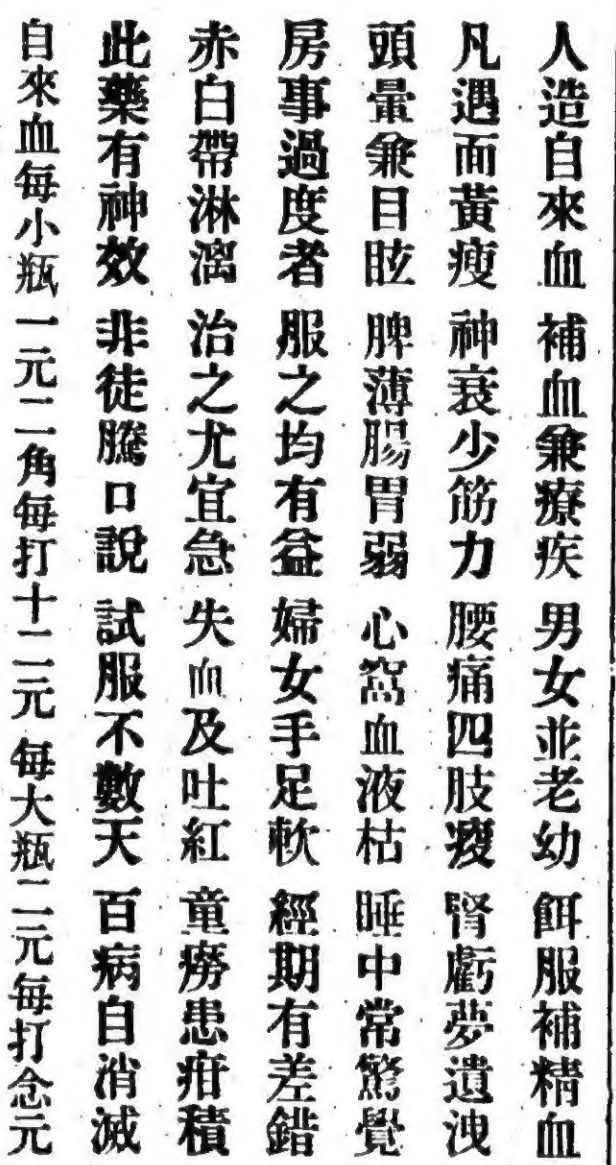 人造自來血 補血兼療疾 男女並老幼 餌服補精血
凡遇面黃瘦 神衰少筋力 腰痛四肢痠 腎虧夢遺洩
頭暈兼目眩 脾薄腸胃弱 心窩血液枯 睡中常驚覺
房事過度者 服之均有益 婦女手足軟 經期有差錯
赤白帶淋漓 治之尤宜急 失血及吐紅 童癆患疳積
此藥有神效 非徒騰口說 試服不數天 百病自消滅
自來血每小瓶一元二角每打十二元 每大瓶二元每打念元